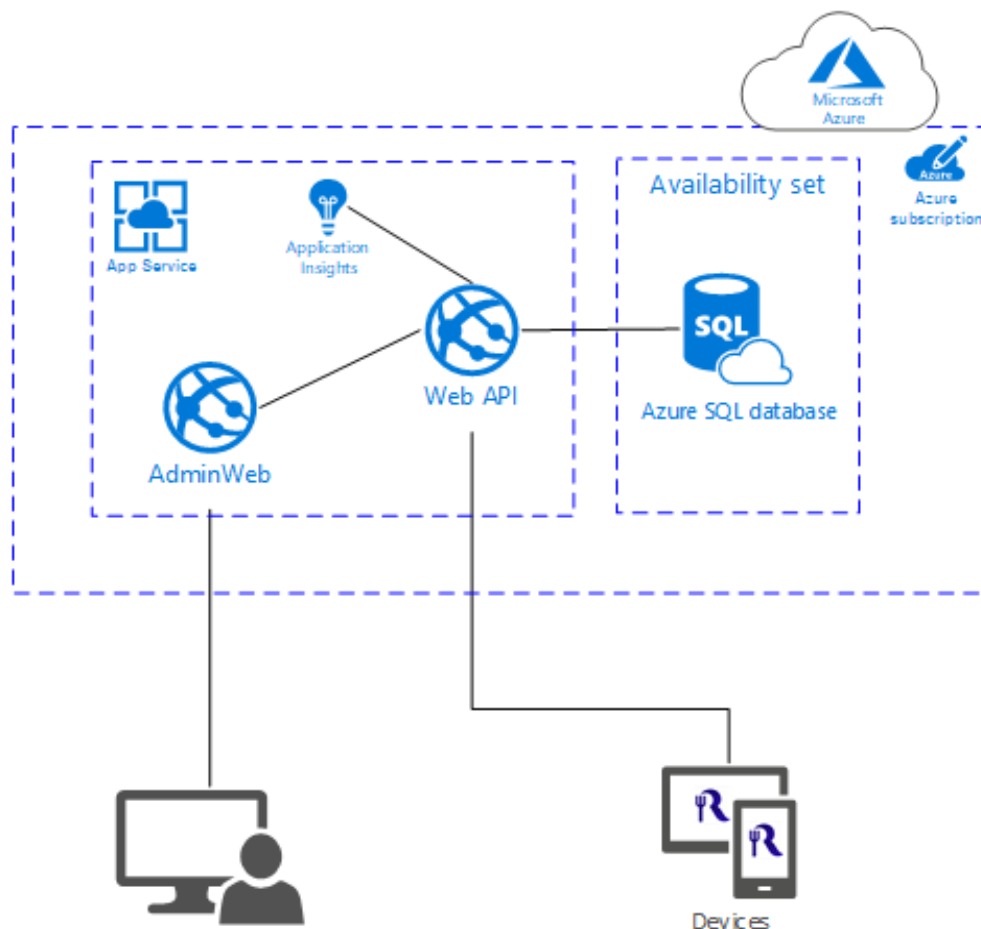 Microsoft
Azure
Azure
Azure
subscription
Availability set
App Service
Application
Insights
SQL
Web API
Azure SQL database
AdminWeb
R
R
Devices